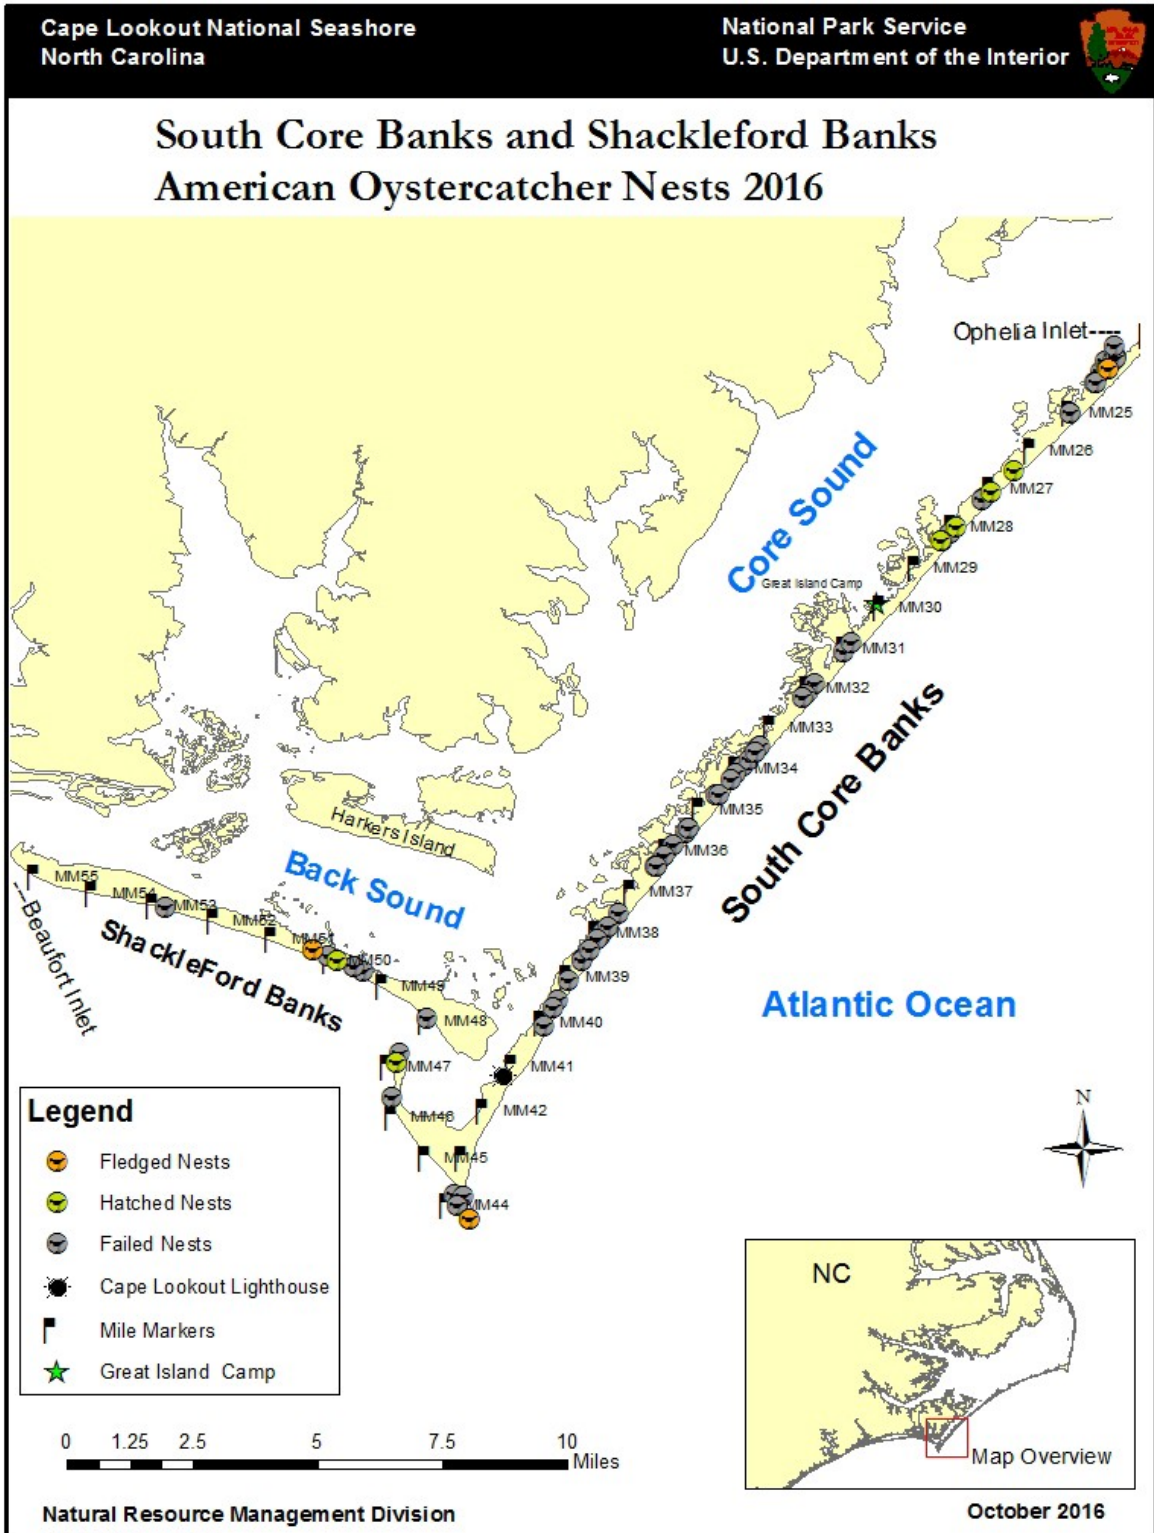 Cape Lookout National Seashore
North Carolina
National Park Service
U.S. Department of the Interior
South Core Banks and Shackleford Banks
American Oystercatcher Nests 2016
Ophelia Inlet----
MM25
MM26
Core Sound
MM27
MM28
MM29
Great Island Camp
MM30
MM31
MM32
South Core Banks
MM33
MM34
MM35
Harkers Island
MM36
Back Sound
MM37
MM55
MM54
MM53
MM52
MM38
---Beaufort Inlet
ShackleFord Banks
MM51
MM50
MM49
MM39
Atlantic Ocean
MM48
MM40
MM47
MM41
MM46
MM42
MM45
MM44
N
Legend
Fledged Nests
Hatched Nests
Failed Nests
Cape Lookout Lighthouse
Mile Markers
Great Island Camp
NC
Map Overview
0 1.25 2.5 5 7.5 10
Miles
Natural Resource Management Division
October 2016